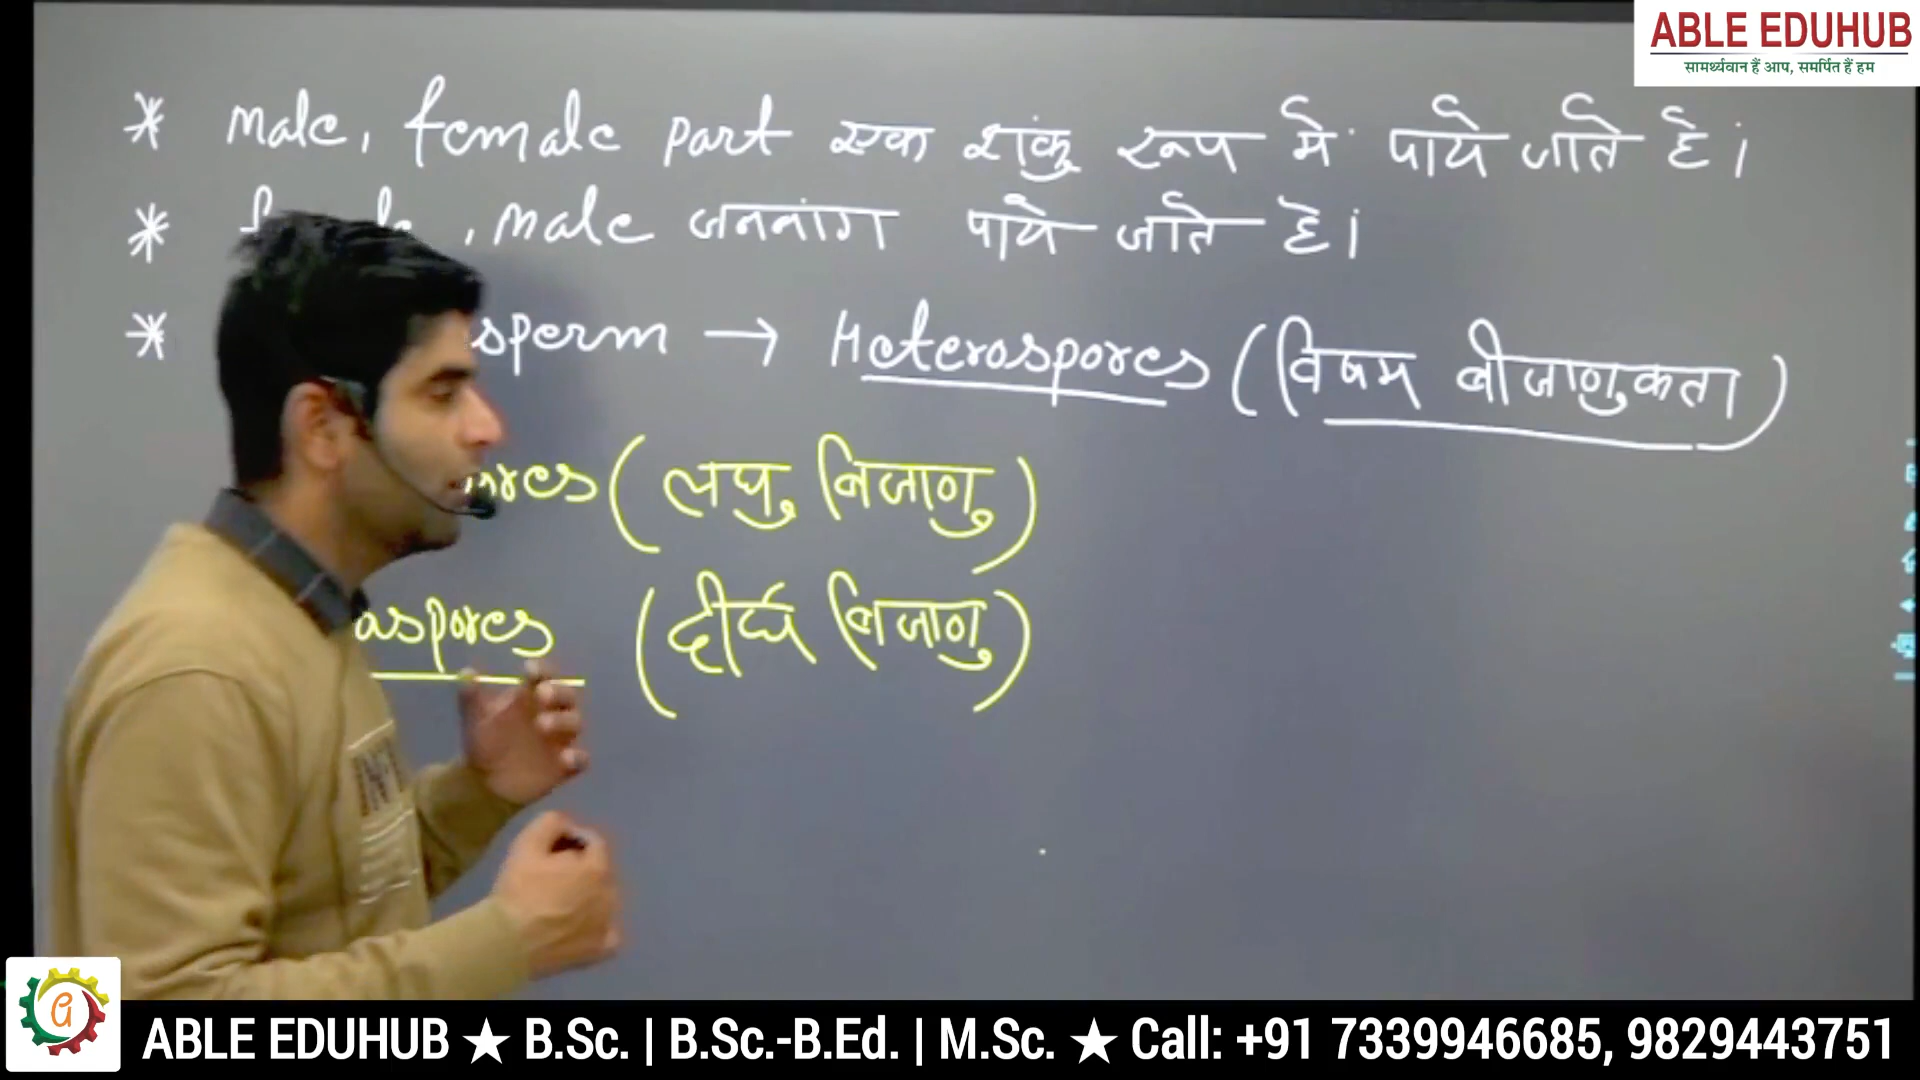 ABLE EDUHUB
सामर्थ्यवान हैं आप, समर्पित हैं हम
* male, female part एक शंकु रूप में पाये जाते है।
* , male जननांग पाये जाते है।
* sperm → Heterospores (विषम बीजाणुकता)
(लघु बिजाणु)
aspores (दीर्घ बिजाणु)
ABLE EDUHUB ★ B.Sc. | B.Sc.-B.Ed. | M.Sc. ★ Call: +91 7339946685, 9829443751